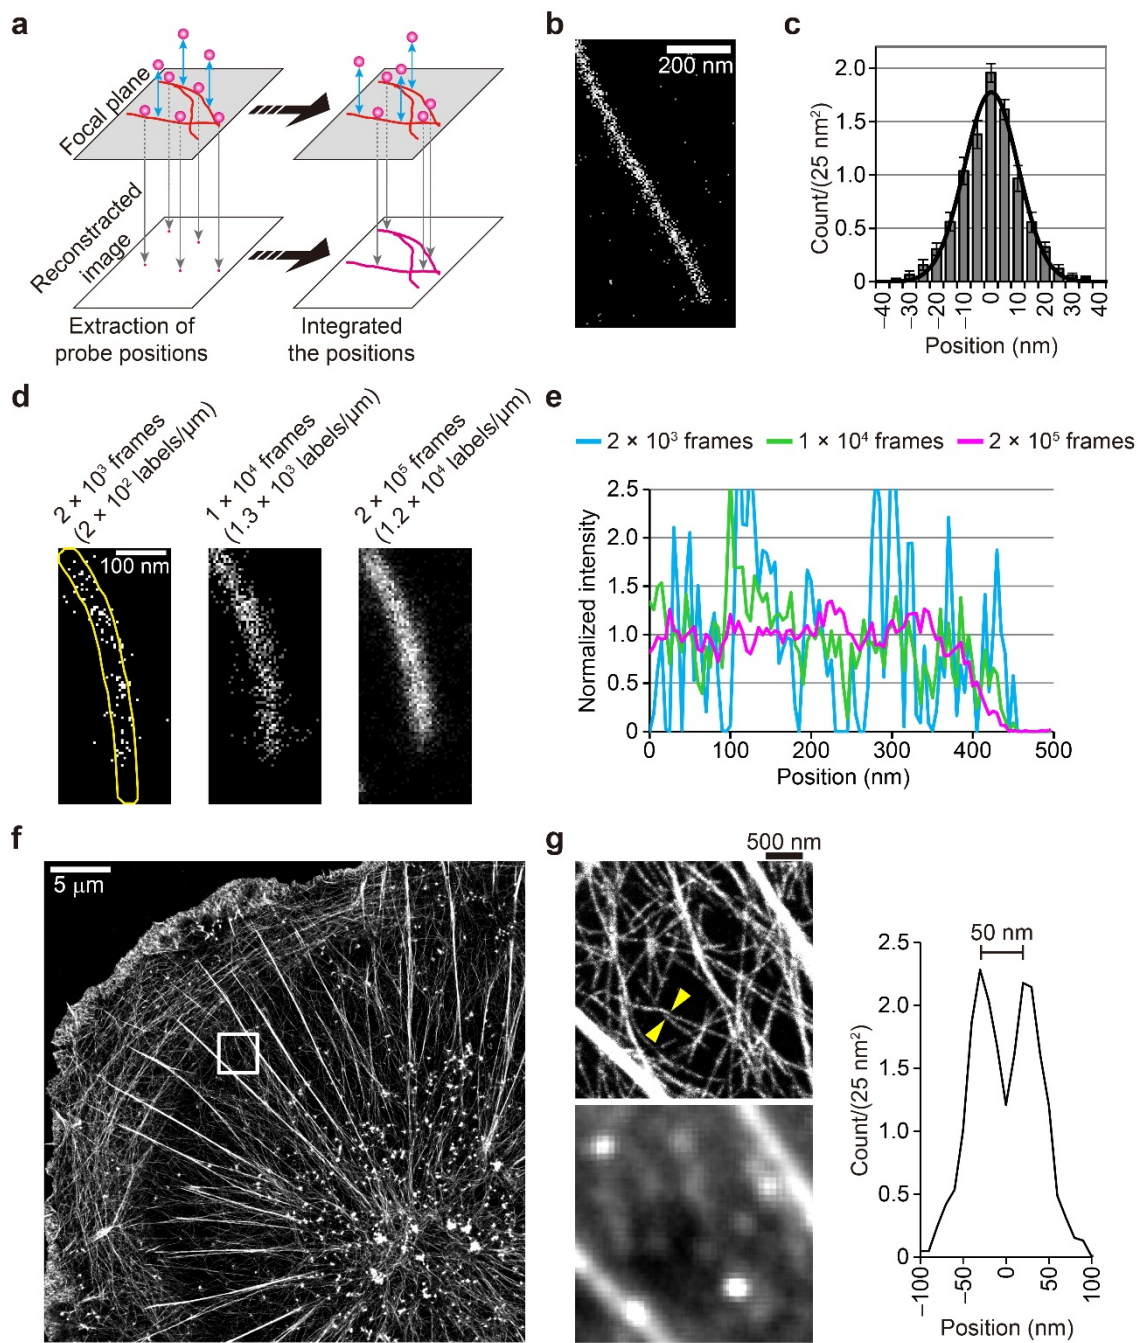 a
Focal plane
Reconstracted
image
Extraction of
probe positions
Integrated
the positions
b
200 nm
c
Count/(25 nm²)
2.0
1.5
1.0
0.5
0
−40
−30
−20
−10
0
10
20
30
40
Position (nm)
d
2 × 10³ frames
(2 × 10² labels/μm)
1 × 10⁴ frames
(1.3 × 10³ labels/μm)
2 × 10⁵ frames
(1.2 × 10⁴ labels/μm)
100 nm
e
2 × 10³ frames 1 × 10⁴ frames 2 × 10⁵ frames
Normalized intensity
2.5
2.0
1.5
1.0
0.5
0
0 100 200 300 400 500
Position (nm)
f
5 μm
g
500 nm
50 nm
Count/(25 nm²)
2.5
2.0
1.5
1.0
0.5
0
−100
−50
0
50
100
Position (nm)